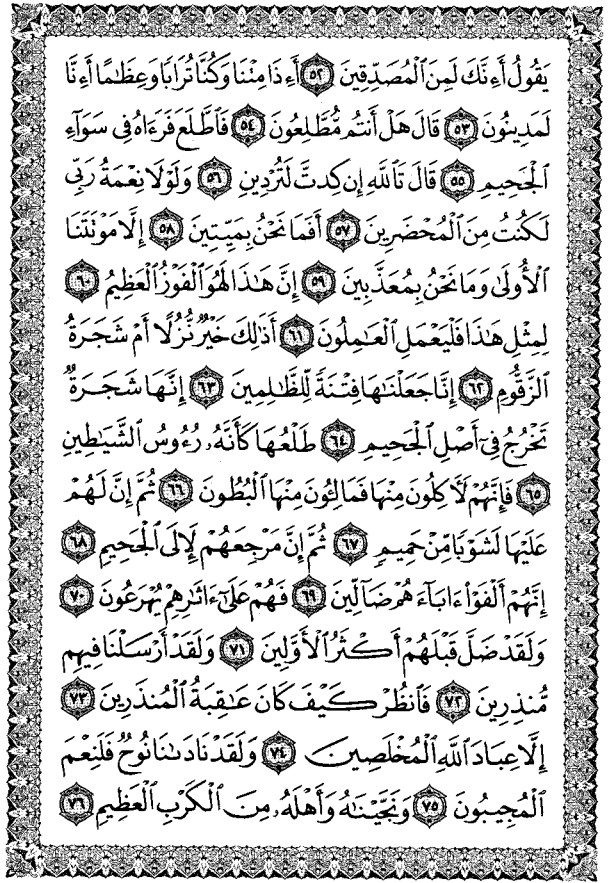 يَقُولُ أَءِنَّكَ لَمِنَ ٱلْمُصَدِّقِينَ ٥٢ أَءِذَا مِتْنَا وَكُنَّا تُرَابًا وَعِظَٰمًا أَءِنَّا
لَمَدِينُونَ ٥٣ قَالَ هَلْ أَنتُم مُّطَّلِعُونَ ٥٤ فَٱطَّلَعَ فَرَءَاهُ فِى سَوَآءِ
ٱلْجَحِيمِ ٥٥ قَالَ تَٱللَّهِ إِن كِدتَّ لَتُرْدِينِ ٥٦ وَلَوْلَا نِعْمَةُ رَبِّى
لَكُنتُ مِنَ ٱلْمُحْضَرِينَ ٥٧ أَفَمَا نَحْنُ بِمَيِّتِينَ ٥٨ إِلَّا مَوْتَتَنَا
ٱلْأُولَىٰ وَمَا نَحْنُ بِمُعَذَّبِينَ ٥٩ إِنَّ هَٰذَا لَهُوَ ٱلْفَوْزُ ٱلْعَظِيمُ ٦٠
لِمِثْلِ هَٰذَا فَلْيَعْمَلِ ٱلْعَٰمِلُونَ ٦١ أَذَٰلِكَ خَيْرٌ نُّزُلًا أَمْ شَجَرَةُ
ٱلزَّقُّومِ ٦٢ إِنَّا جَعَلْنَٰهَا فِتْنَةً لِّلظَّٰلِمِينَ ٦٣ إِنَّهَا شَجَرَةٌ
تَخْرُجُ فِىٓ أَصْلِ ٱلْجَحِيمِ ٦٤ طَلْعُهَا كَأَنَّهُۥ رُءُوسُ ٱلشَّيَٰطِينِ
٦٥ فَإِنَّهُمْ لَءَاكِلُونَ مِنْهَا فَمَالِـُٔونَ مِنْهَا ٱلْبُطُونَ ٦٦ ثُمَّ إِنَّ لَهُمْ
عَلَيْهَا لَشَوْبًا مِّنْ حَمِيمٍ ٦٧ ثُمَّ إِنَّ مَرْجِعَهُمْ لَإِلَى ٱلْجَحِيمِ ٦٨
إِنَّهُمْ أَلْفَوْا۟ ءَابَآءَهُمْ ضَآلِّينَ ٦٩ فَهُمْ عَلَىٰٓ ءَاثَٰرِهِمْ يُهْرَعُونَ ٧٠
وَلَقَدْ ضَلَّ قَبْلَهُمْ أَكْثَرُ ٱلْأَوَّلِينَ ٧١ وَلَقَدْ أَرْسَلْنَا فِيهِم
مُّنذِرِينَ ٧٢ فَٱنظُرْ كَيْفَ كَانَ عَٰقِبَةُ ٱلْمُنذَرِينَ ٧٣
إِلَّا عِبَادَ ٱللَّهِ ٱلْمُخْلَصِينَ ٧٤ وَلَقَدْ نَادَىٰنَا نُوحٌ فَلَنِعْمَ
ٱلْمُجِيبُونَ ٧٥ وَنَجَّيْنَٰهُ وَأَهْلَهُۥ مِنَ ٱلْكَرْبِ ٱلْعَظِيمِ ٧٦